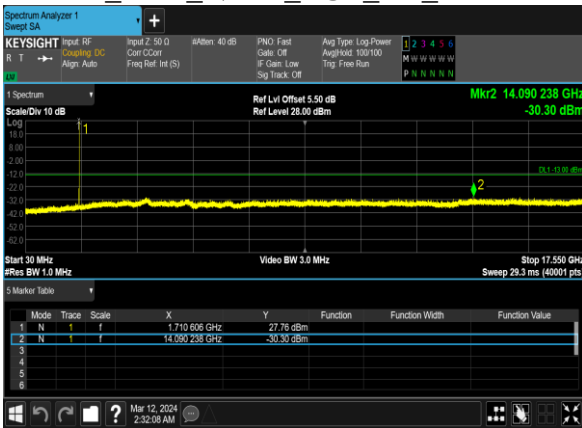 Spectrum Analyzer 1
Swept SA
KEYSIGHT Input: RF Input Z: 50 Ω #Atten: 40 dB PNO: Fast Avg Type: Log-Power 1 2 3 4 5 6
R T Coupling: DC Corr CCorr Gate: Off Avg|Hold: 100/100 M W W W W W
Align: Auto Freq Ref: Int (S) IF Gain: Low Trig: Free Run
LW Sig Track: Off P N N N N N
1 Spectrum Ref Lvl Offset 5.50 dB Mkr2 14.090 238 GHz
Scale/Div 10 dB Ref Level 28.00 dBm -30.30 dBm
Log
18.0 1
8.00
-2.00
-12.0 DL1 -13.00 dBm
-22.0 2
-32.0
-42.0
-52.0
-62.0
Start 30 MHz Video BW 3.0 MHz Stop 17.550 GHz
#Res BW 1.0 MHz Sweep 29.3 ms (40001 pts
5 Marker Table
Mode Trace Scale X Y Function Function Width Function Value
1 N 1 f 1.710 606 GHz 27.76 dBm
2 N 1 f 14.090 238 GHz -30.30 dBm
3
4
5
6
? Mar 12, 2024
2:32:08 AM